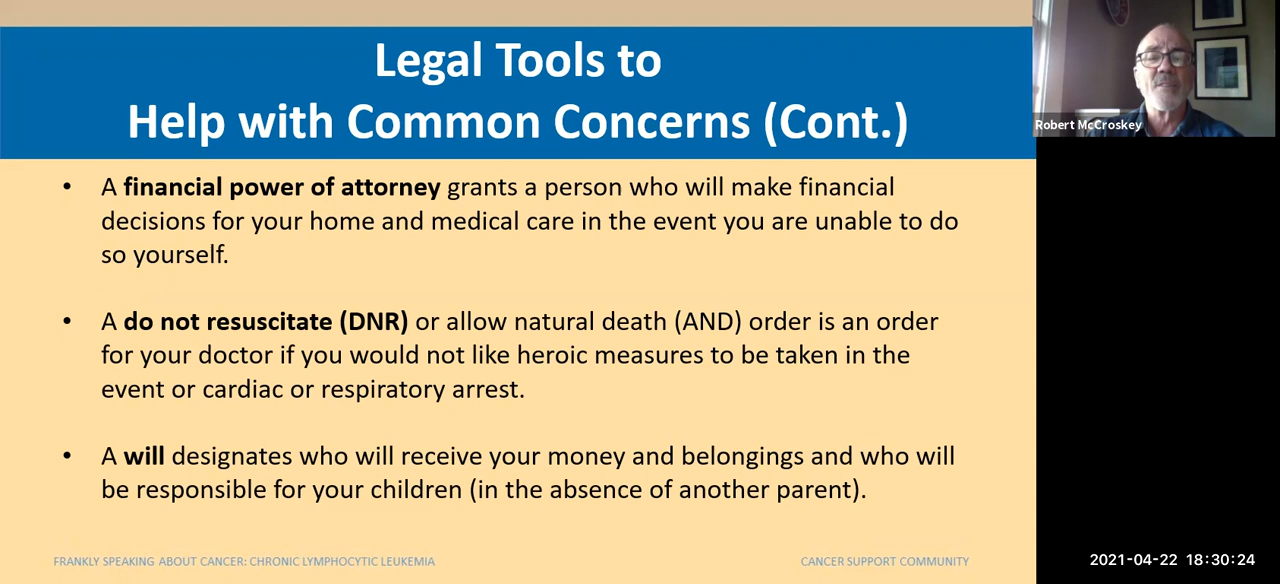 Legal Tools to
Help with Common Concerns (Cont.)
• A financial power of attorney grants a person who will make financial
decisions for your home and medical care in the event you are unable to do
so yourself.
• A do not resuscitate (DNR) or allow natural death (AND) order is an order
for your doctor if you would not like heroic measures to be taken in the
event or cardiac or respiratory arrest.
• A will designates who will receive your money and belongings and who will
be responsible for your children (in the absence of another parent).
FRANKLY SPEAKING ABOUT CANCER: CHRONIC LYMPHOCYTIC LEUKEMIA
CANCER SUPPORT COMMUNITY
Robert McCroskey
2021-04-22 18:30:24